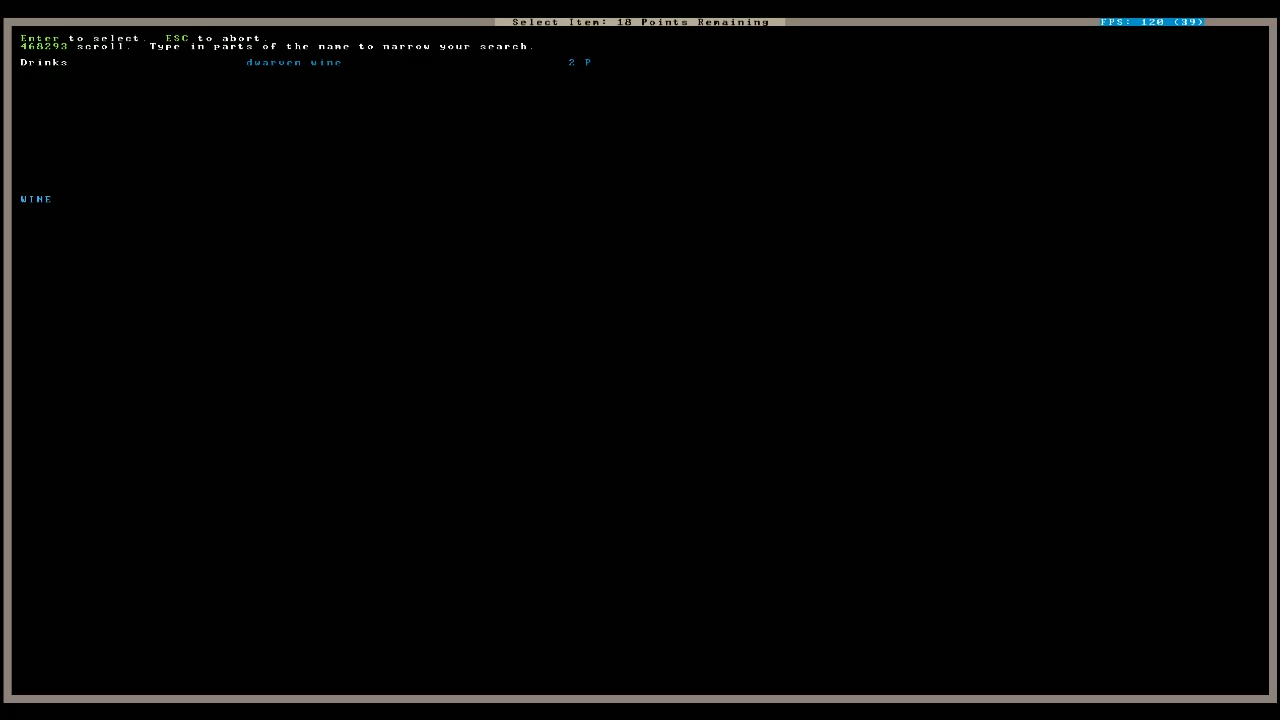 Select Item: 18 Points Remaining
FPS: 120 (39)
Enter to select. ESC to abort.
468293 scroll. Type in parts of the name to narrow your search.
Drinks dwarven wine 2 P
WINE